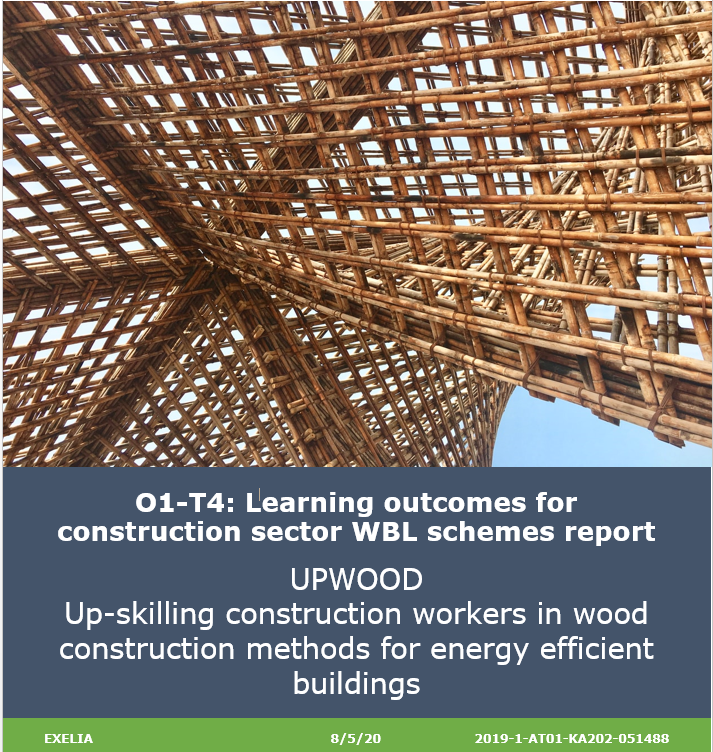 O1-T4: Learning outcomes for
construction sector WBL schemes report
UPWOOD
Up-skilling construction workers in wood
construction methods for energy efficient
buildings
EXELIA 8/5/20 2019-1-AT01-KA202-051488